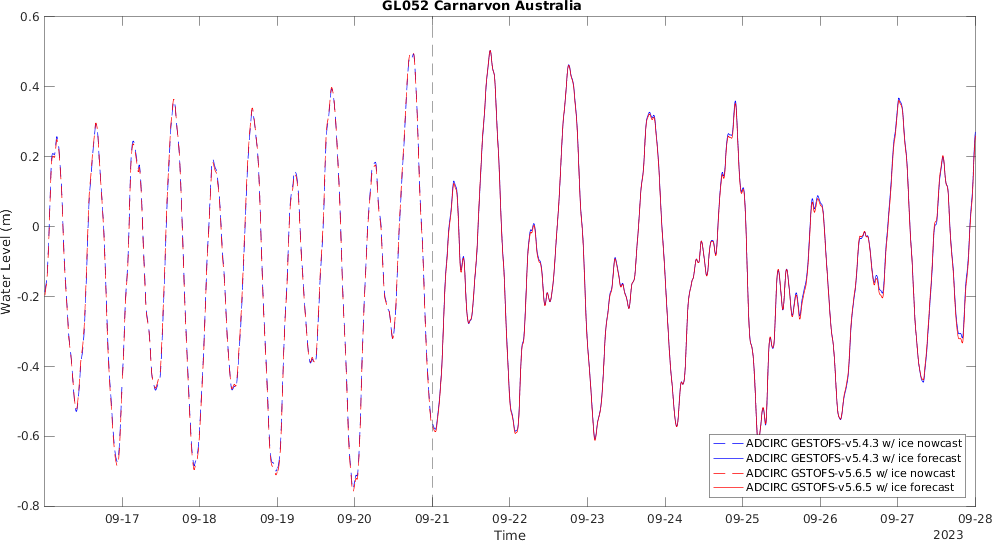 GL052 Carnarvon Australia
Water Level (m)
0.6
0.4
0.2
0
-0.2
-0.4
-0.6
-0.8
ADCIRC GESTOFS-v5.4.3 w/ ice nowcast
ADCIRC GESTOFS-v5.4.3 w/ ice forecast
ADCIRC GSTOFS-v5.6.5 w/ ice nowcast
ADCIRC GSTOFS-v5.6.5 w/ ice forecast
09-17 09-18 09-19 09-20 09-21 09-22 09-23 09-24 09-25 09-26 09-27 09-28
Time
2023